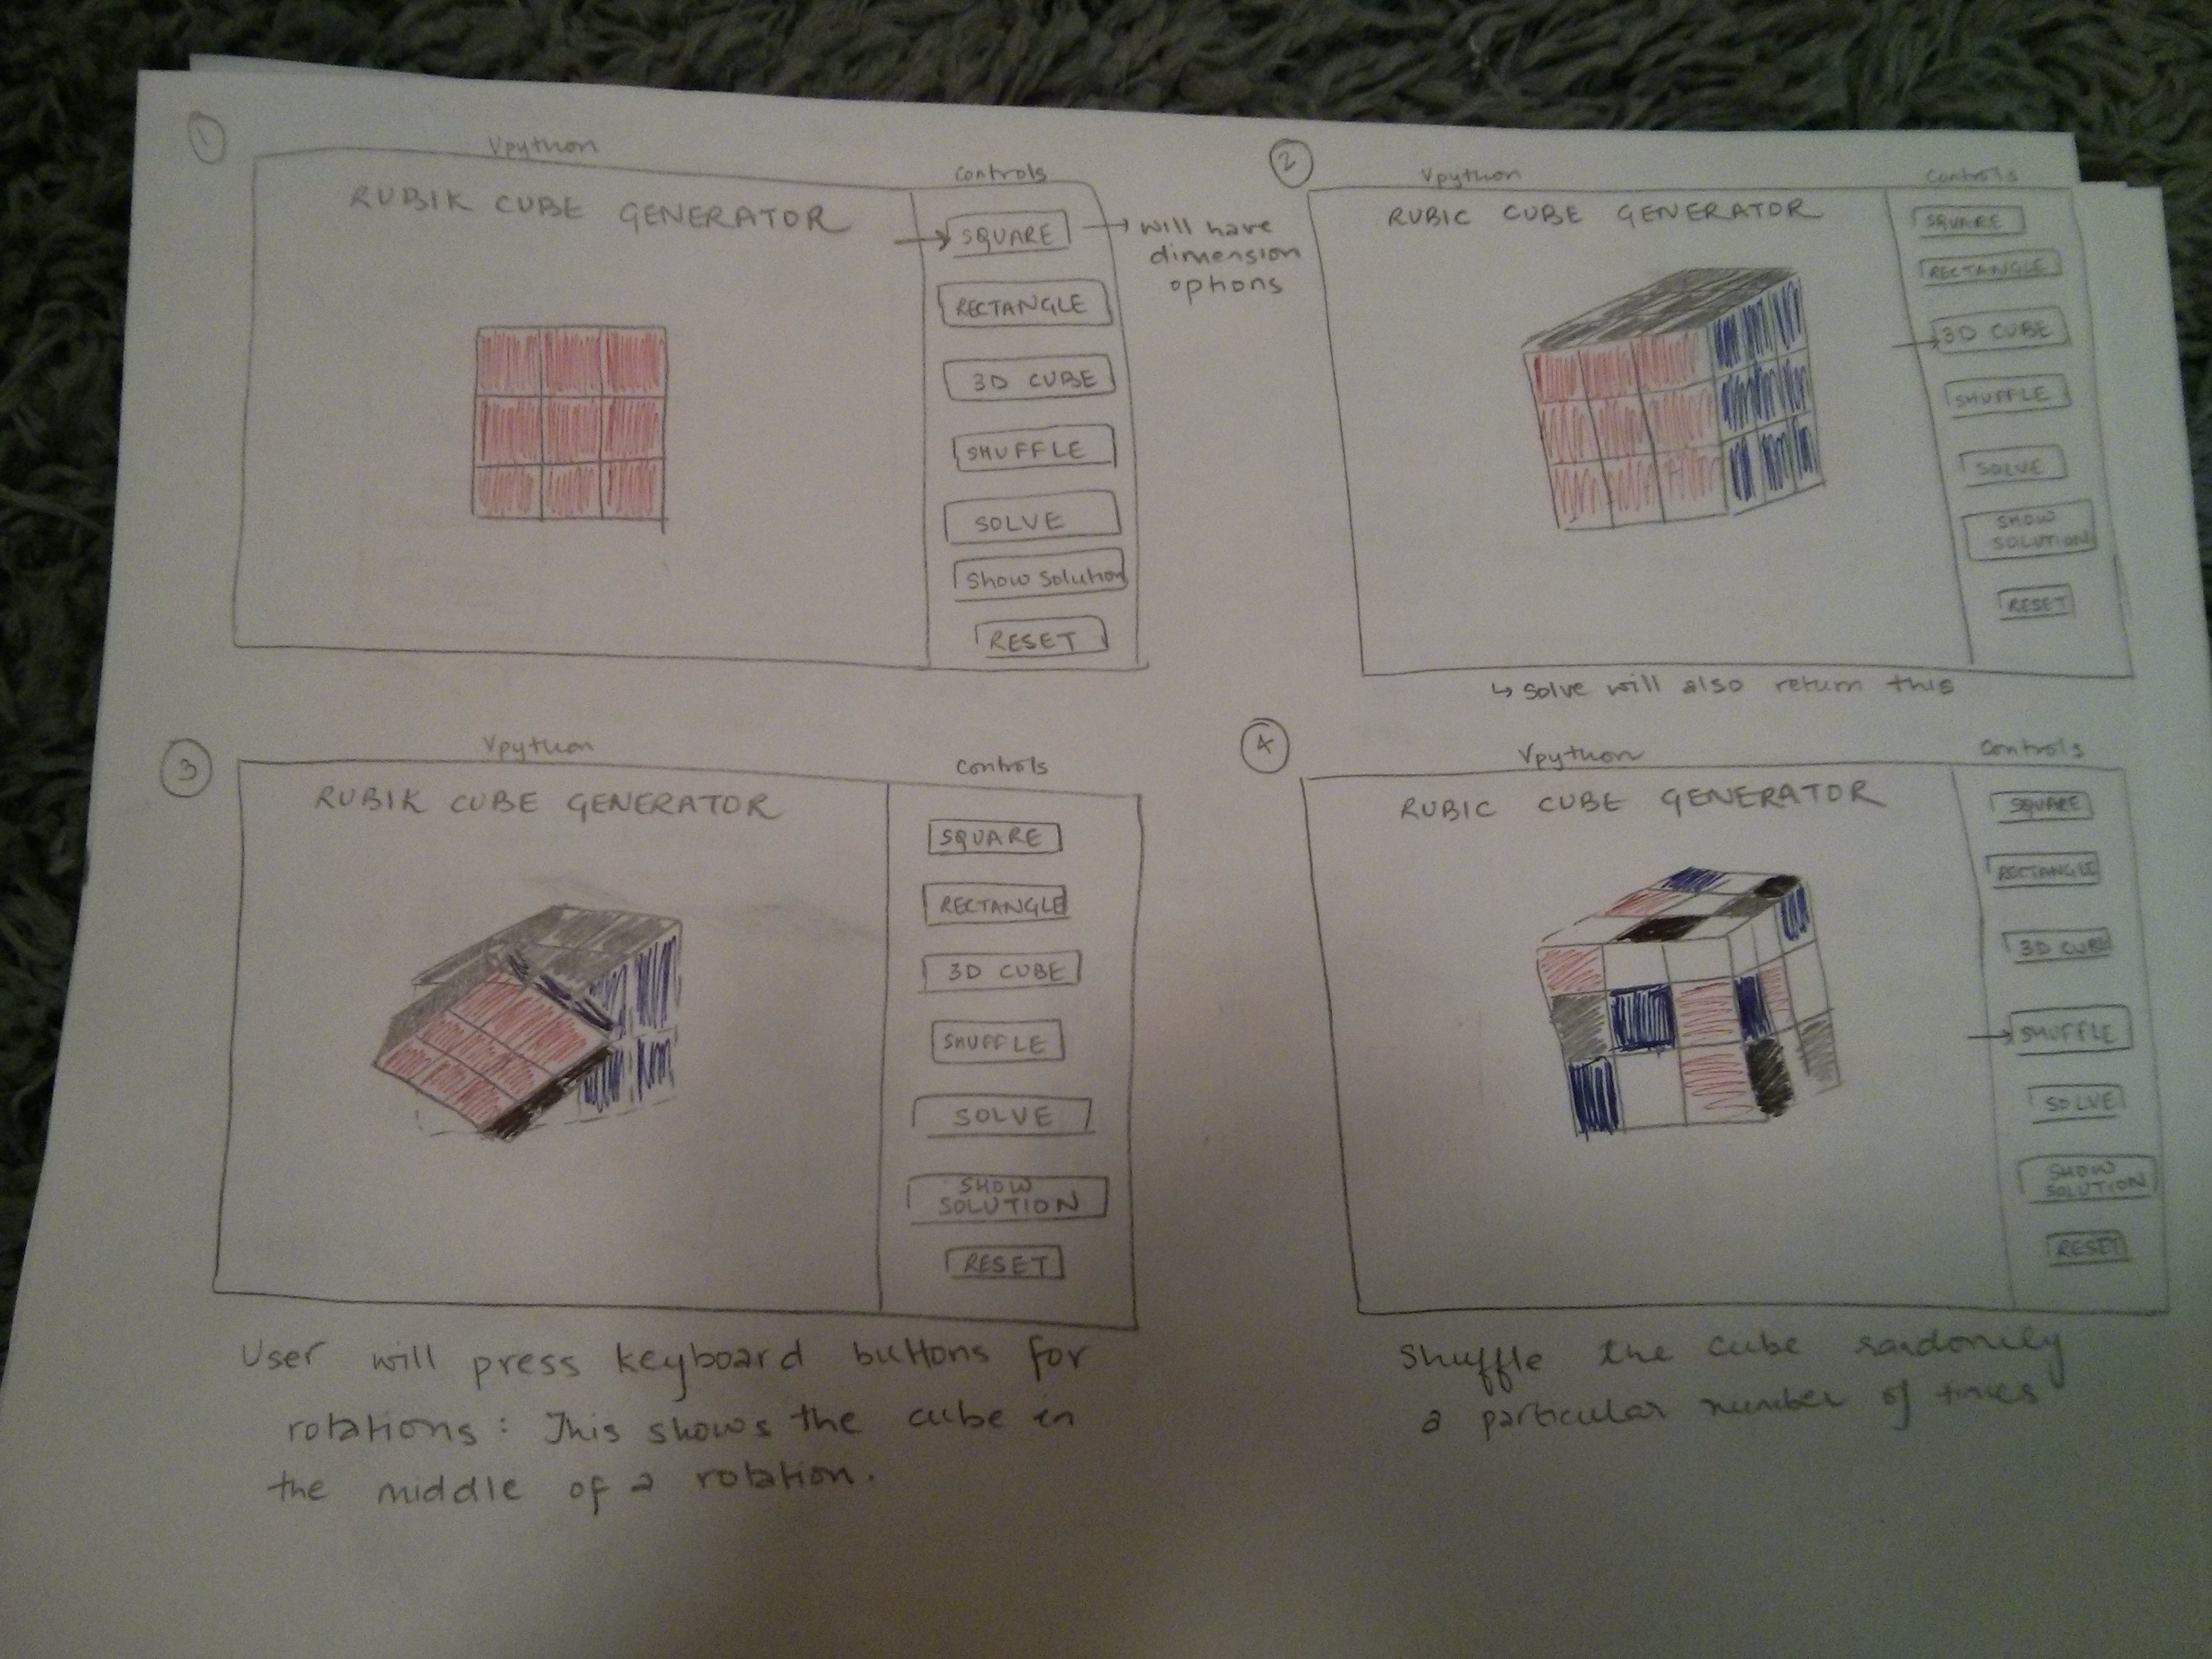 1
Vpython
Controls
RUBIK CUBE GENERATOR
SQUARE
→ will have
dimension
options
RECTANGLE
3D CUBE
SHUFFLE
SOLVE
Show Solution
RESET
2
Vpython
Controls
RUBIC CUBE GENERATOR
SQUARE
RECTANGLE
3D CUBE
SHUFFLE
SOLVE
SHOW
SOLUTION
RESET
↳ Solve will also return this
3
Vpython
Controls
RUBIK CUBE GENERATOR
SQUARE
RECTANGLE
3D CUBE
SHUFFLE
SOLVE
SHOW
SOLUTION
RESET
User will press keyboard buttons for
rotations: This shows the cube in
the middle of a rotation.
4
Vpython
Controls
RUBIC CUBE GENERATOR
SQUARE
RECTANGLE
3D CUBE
SHUFFLE
SOLVE
SHOW
SOLUTION
RESET
Shuffle the cube randomly
a particular number of times